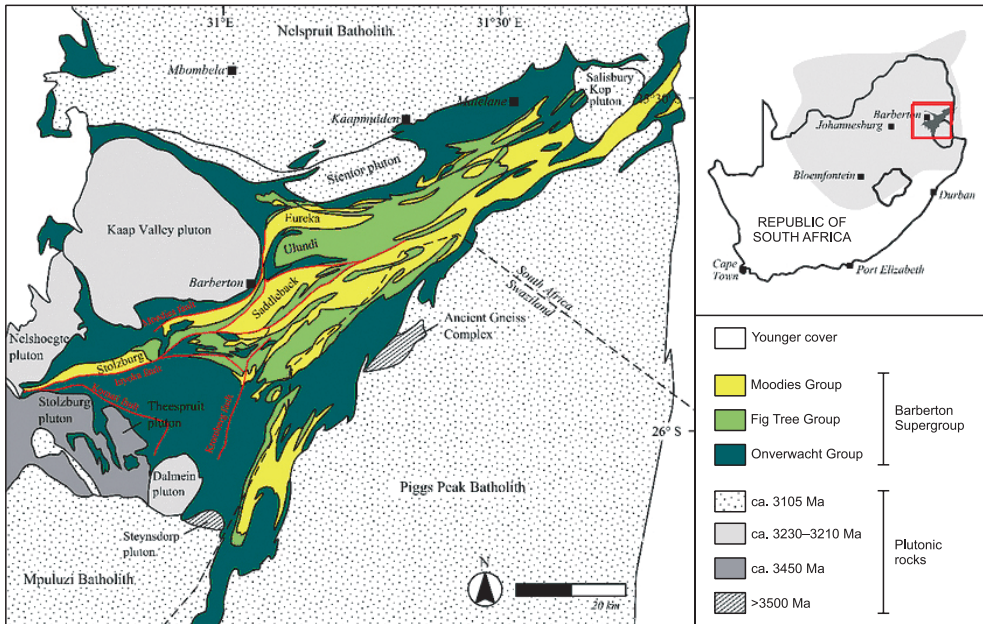 31°E
31°30' E
Nelspruit Batholith
Mbombela
Salisbury
Kop
pluton
25°30' S
Malelane
Kaapmuiden
Stentor pluton
Kaap Valley pluton
Eureka
Ulundi
Barberton
Saddleback
South Africa
Swaziland
Ancient Gneiss
Complex
Nelshoegte
pluton
Stolzburg
Stolzburg
pluton
Theespruit
pluton
26° S
Dalmein
pluton
Piggs Peak Batholith
Steynsdorp
pluton
Mpuluzi Batholith
N
20 km
Barberton
Johannesburg
Bloemfontein
Durban
REPUBLIC OF
SOUTH AFRICA
Cape
Town
Port Elizabeth
Younger cover
Moodies Group
Fig Tree Group
Onverwacht Group
Barberton
Supergroup
ca. 3105 Ma
ca. 3230–3210 Ma
ca. 3450 Ma
>3500 Ma
Plutonic
rocks